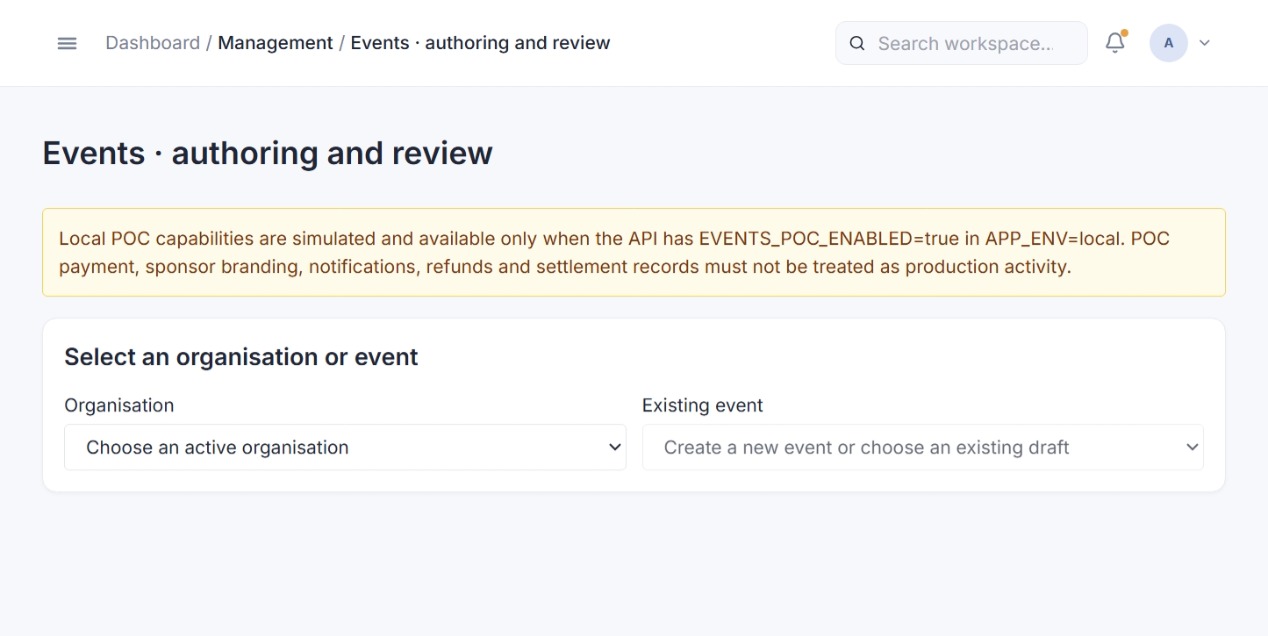 Dashboard / Management / Events · authoring and review
Search workspace...
A
Events · authoring and review
Local POC capabilities are simulated and available only when the API has EVENTS_POC_ENABLED=true in APP_ENV=local. POC
payment, sponsor branding, notifications, refunds and settlement records must not be treated as production activity.
Select an organisation or event
Organisation
Existing event
Choose an active organisation
Create a new event or choose an existing draft